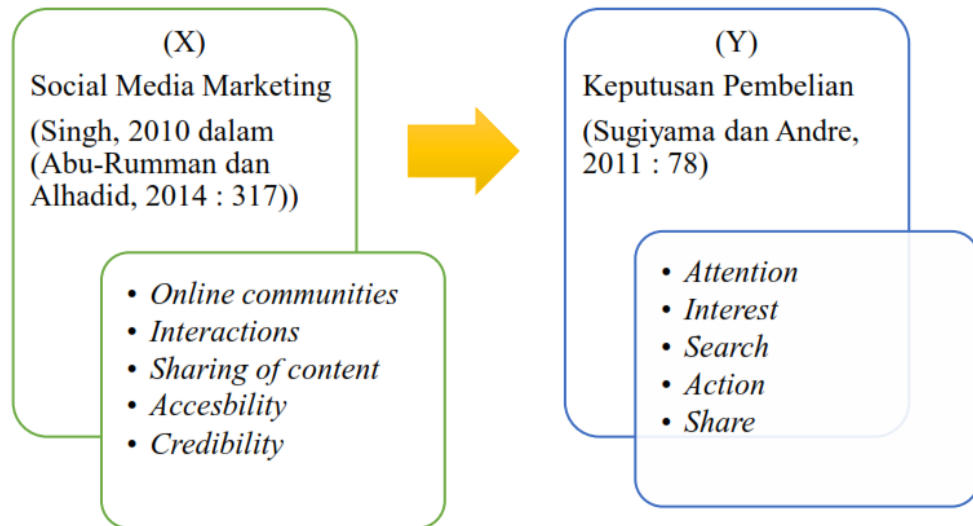 (X)
Social Media Marketing
(Singh, 2010 dalam
(Abu-Rumman dan
Alhadid, 2014 : 317))
• Online communities
• Interactions
• Sharing of content
• Accesbility
• Credibility
(Y)
Keputusan Pembelian
(Sugiyama dan Andre,
2011 : 78)
• Attention
• Interest
• Search
• Action
• Share